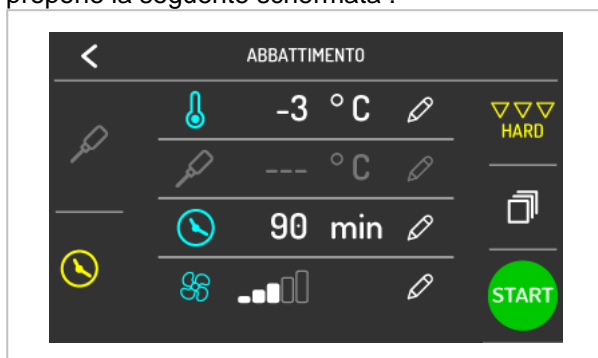 propone la seguente schermata :
ABBATTIMENTO
-3 °C
HARD
--- °C
90 min
START